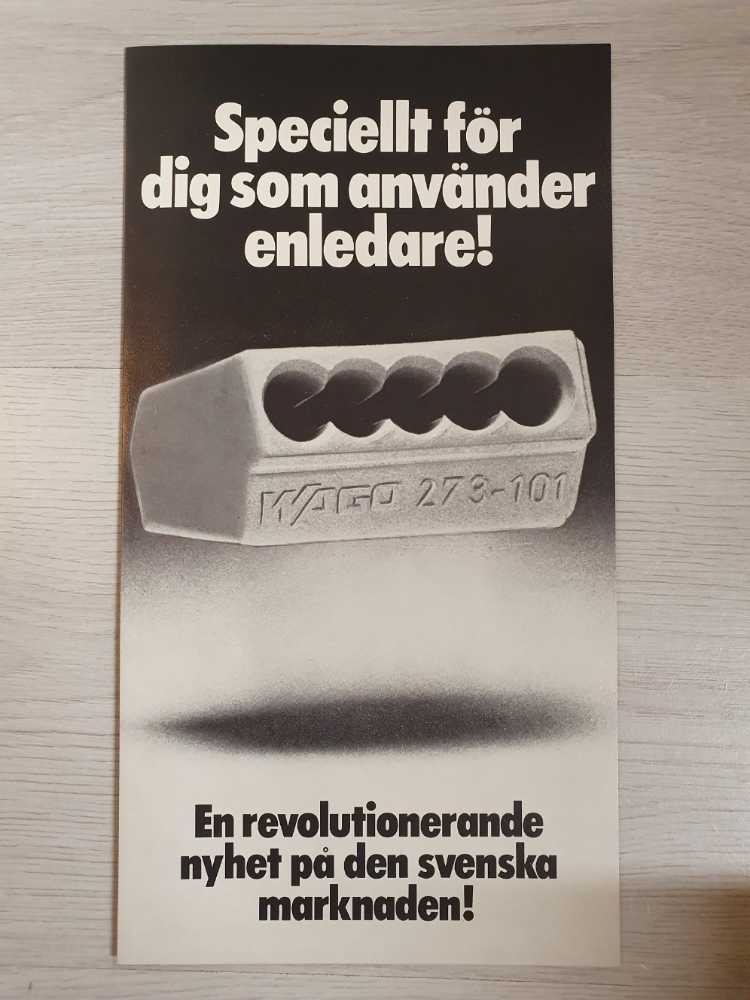 Speciellt för
dig som använder
enledare!
WAGO 273-101
En revolutionerande
nyhet på den svenska
marknaden!